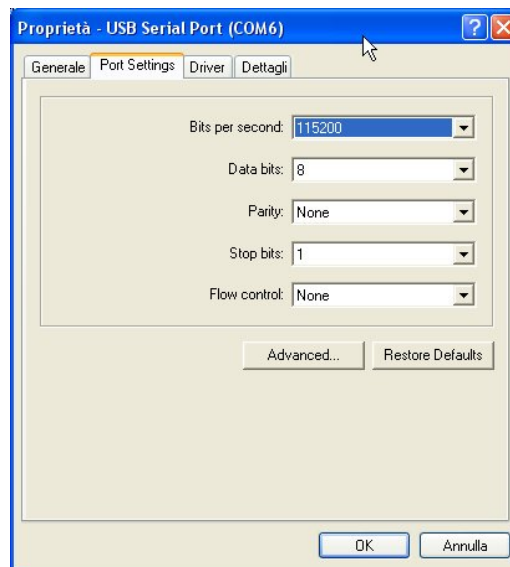 Proprietà - USB Serial Port (COM6)
Generale Port Settings Driver Dettagli
Bits per second: 115200
Data bits: 8
Parity: None
Stop bits: 1
Flow control: None
Advanced... Restore Defaults
OK Annulla